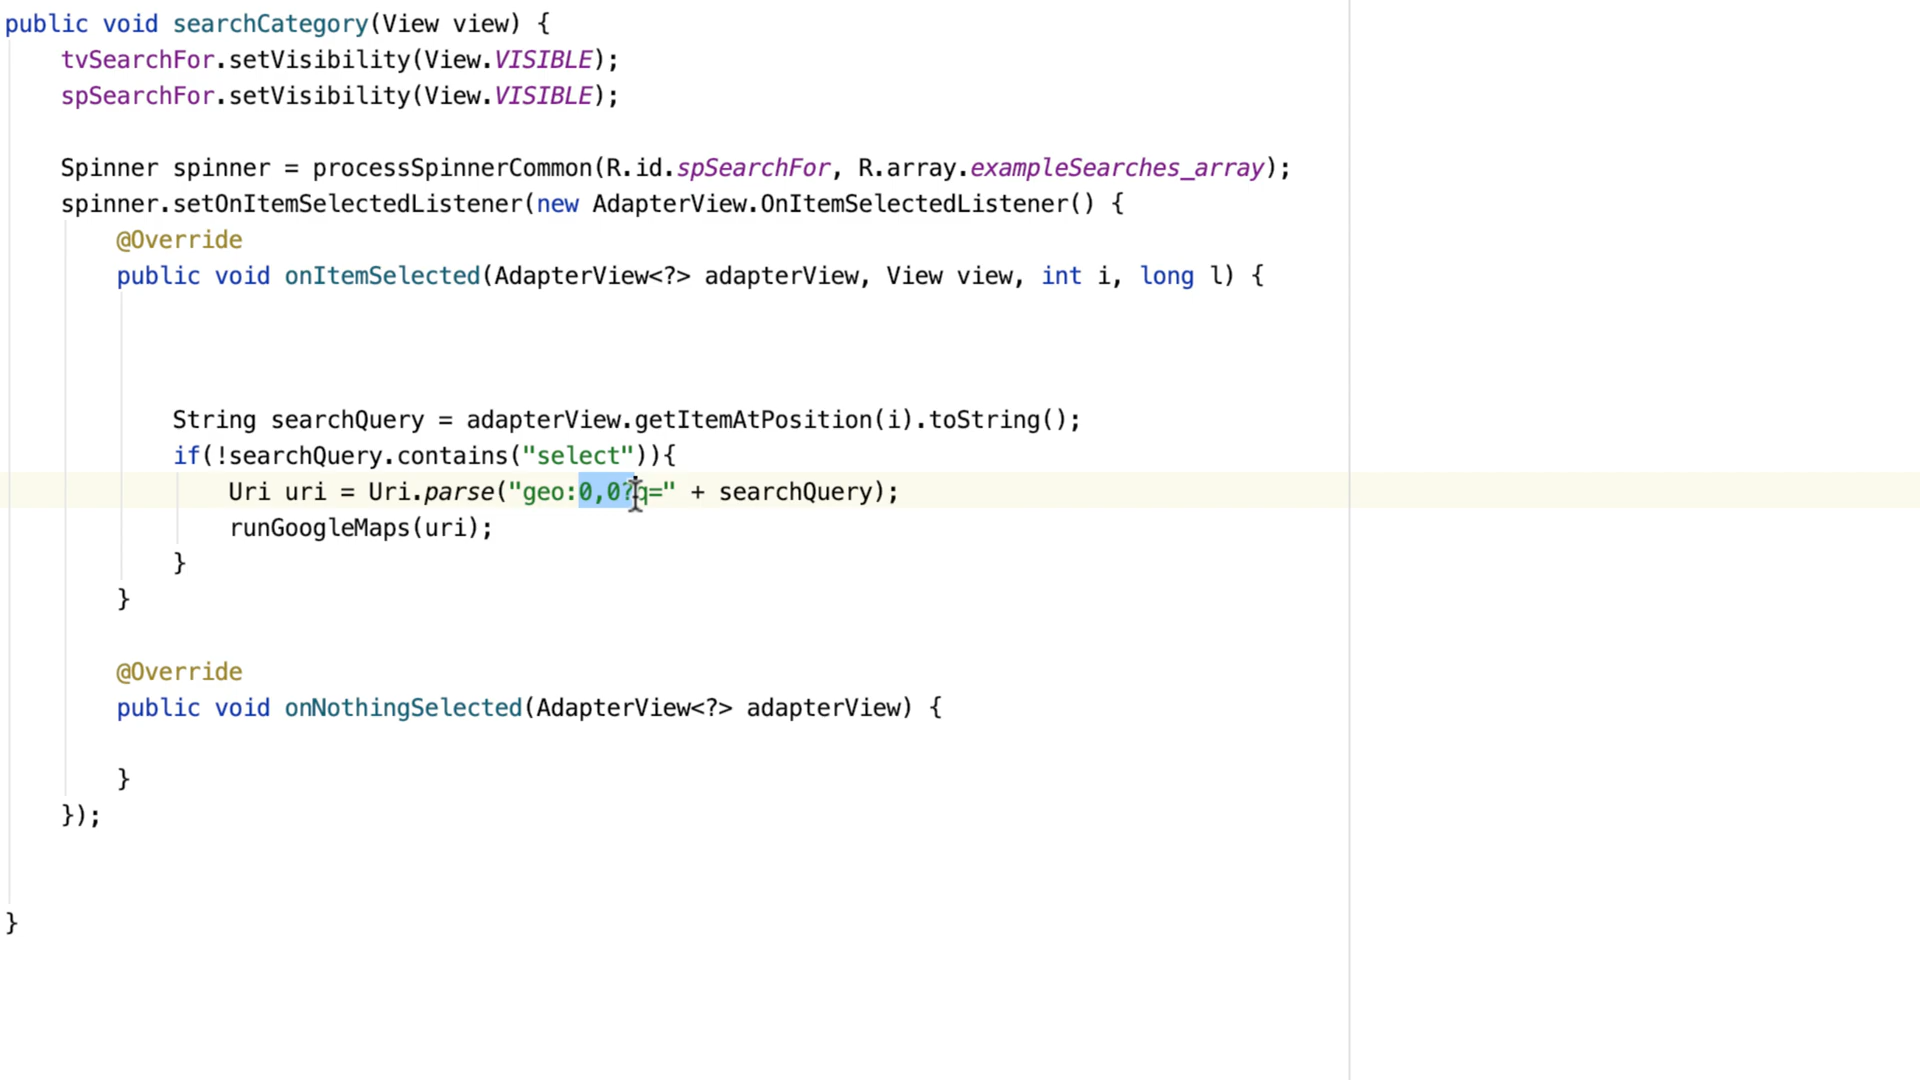 public void searchCategory(View view) {
tvSearchFor.setVisibility(View.VISIBLE);
spSearchFor.setVisibility(View.VISIBLE);
Spinner spinner = processSpinnerCommon(R.id.spSearchFor, R.array.exampleSearches_array);
spinner.setOnItemSelectedListener(new AdapterView.OnItemSelectedListener() {
@Override
public void onItemSelected(AdapterView<?> adapterView, View view, int i, long l) {
String searchQuery = adapterView.getItemAtPosition(i).toString();
if(!searchQuery.contains("select")){
Uri uri = Uri.parse("geo:0,0?q=" + searchQuery);
runGoogleMaps(uri);
}
}
@Override
public void onNothingSelected(AdapterView<?> adapterView) {
}
});
}